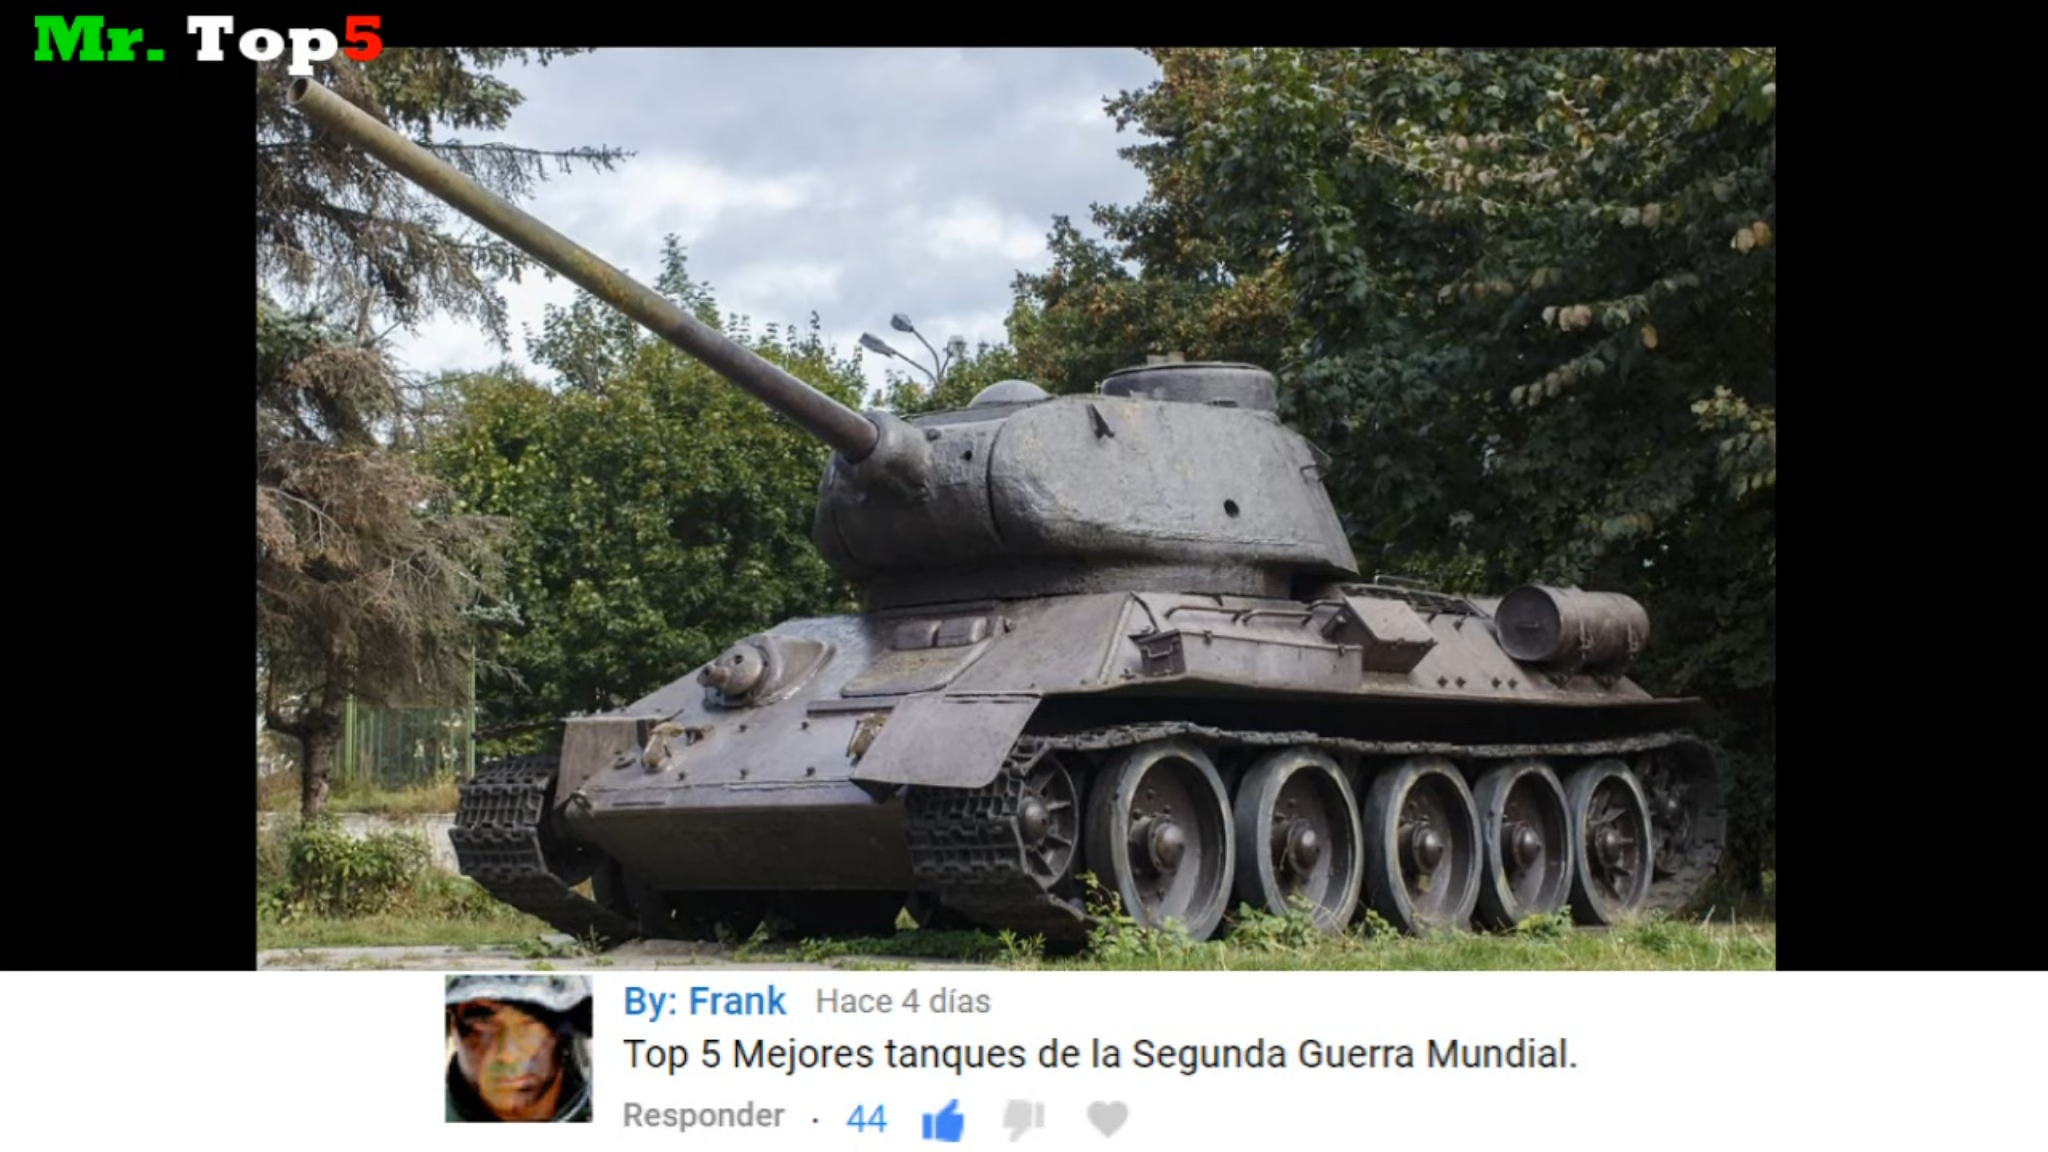 Mr. Top5
By: Frank Hace 4 días
Top 5 Mejores tanques de la Segunda Guerra Mundial.
Responder · 44